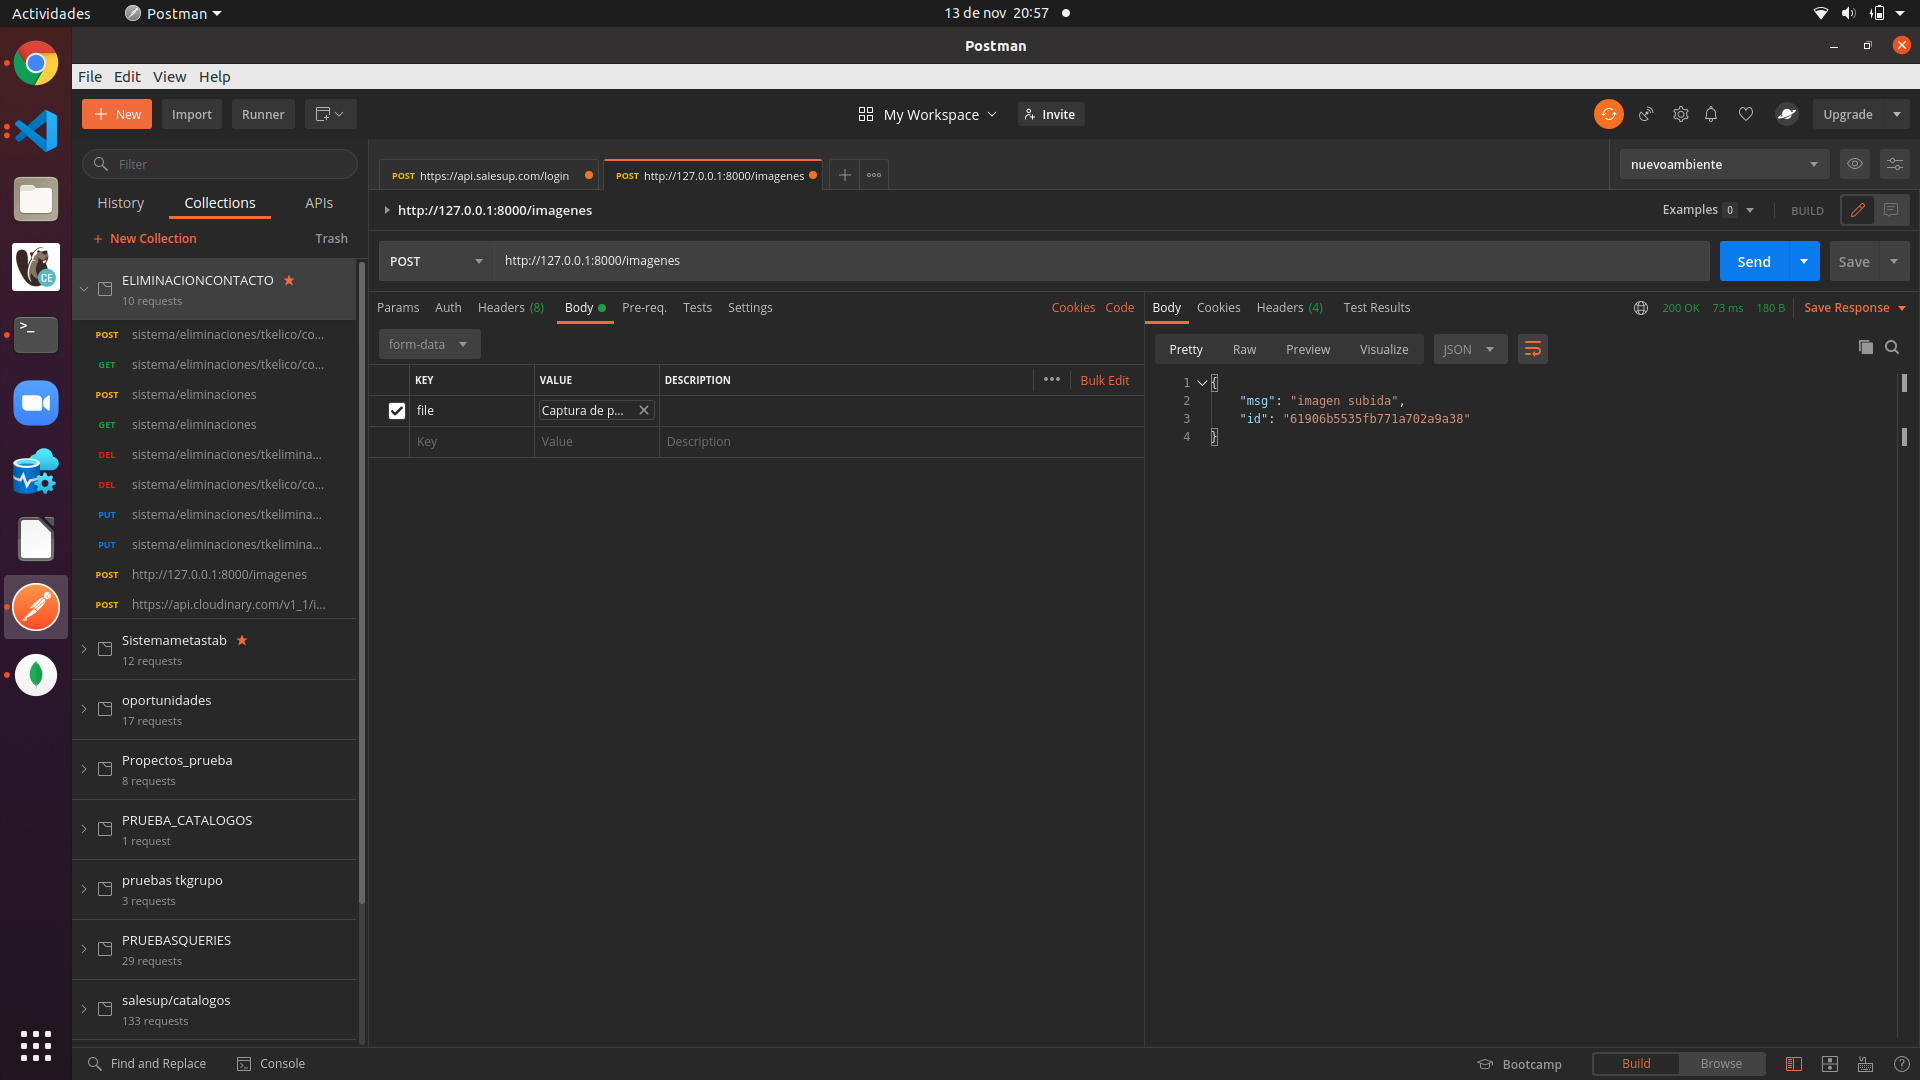 Actividades
Postman
13 de nov 20:57
Postman
File Edit View Help
New
Import
Runner
My Workspace
Invite
Upgrade
Filter
History
Collections
APIs
New Collection
Trash
ELIMINACIONCONTACTO
10 requests
POST sistema/eliminaciones/tkelico/co...
GET sistema/eliminaciones/tkelico/co...
POST sistema/eliminaciones
GET sistema/eliminaciones
DEL sistema/eliminaciones/tkelimina...
DEL sistema/eliminaciones/tkelico/co...
PUT sistema/eliminaciones/tkelimina...
PUT sistema/eliminaciones/tkelimina...
POST http://127.0.0.1:8000/imagenes
POST https://api.cloudinary.com/v1_1/i...
Sistemametastab
12 requests
oportunidades
17 requests
Propectos_prueba
8 requests
PRUEBA_CATALOGOS
1 request
pruebas tkgrupo
3 requests
PRUEBASQUERIES
29 requests
salesup/catalogos
133 requests
POST https://api.salesup.com/login
POST http://127.0.0.1:8000/imagenes
nuevoambiente
http://127.0.0.1:8000/imagenes
Examples 0
BUILD
POST
http://127.0.0.1:8000/imagenes
Send
Save
Params Auth Headers (8) Body Pre-req. Tests Settings
Cookies Code
form-data
KEY VALUE DESCRIPTION
Bulk Edit
file Captura de p...
Key Value Description
Body Cookies Headers (4) Test Results
200 OK 73 ms 180 B
Save Response
Pretty Raw Preview Visualize
JSON
1 {
2 "msg": "imagen subida",
3 "id": "61906b5535fb771a702a9a38"
4 }
Find and Replace
Console
Bootcamp
Build
Browse